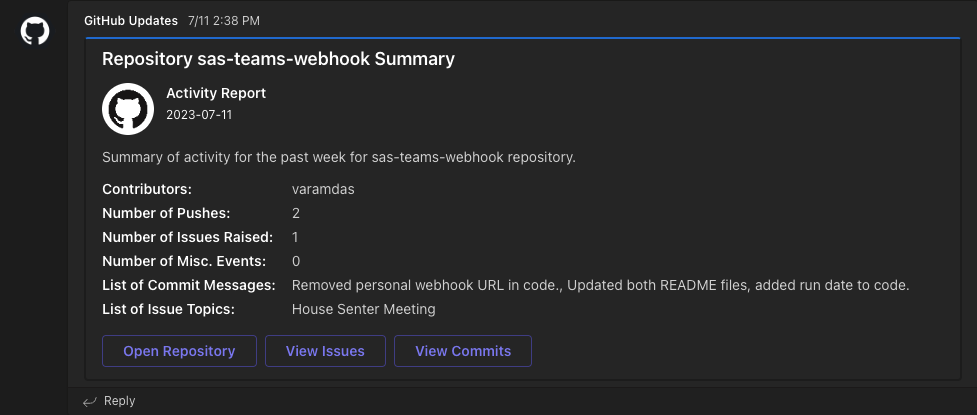 GitHub Updates 7/11 2:38 PM
Repository sas-teams-webhook Summary
Activity Report
2023-07-11
Summary of activity for the past week for sas-teams-webhook repository.
Contributors: varamdas
Number of Pushes: 2
Number of Issues Raised: 1
Number of Misc. Events: 0
List of Commit Messages: Removed personal webhook URL in code., Updated both README files, added run date to code.
List of Issue Topics: House Senter Meeting
Open Repository View Issues View Commits
Reply